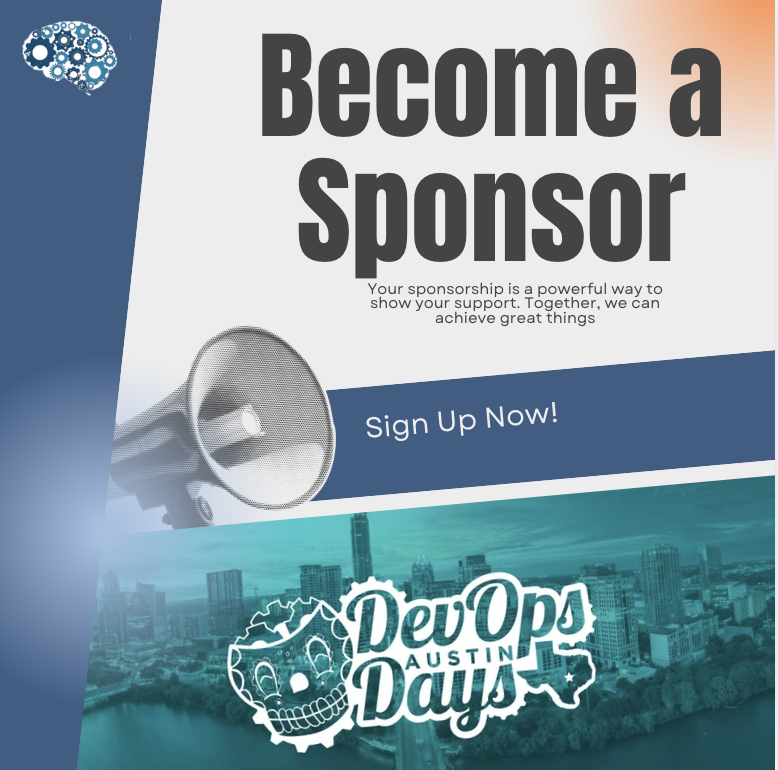 Become a
Sponsor
Your sponsorship is a powerful way to
show your support. Together, we can
achieve great things
Sign Up Now!
DevOps
AUSTIN
Days